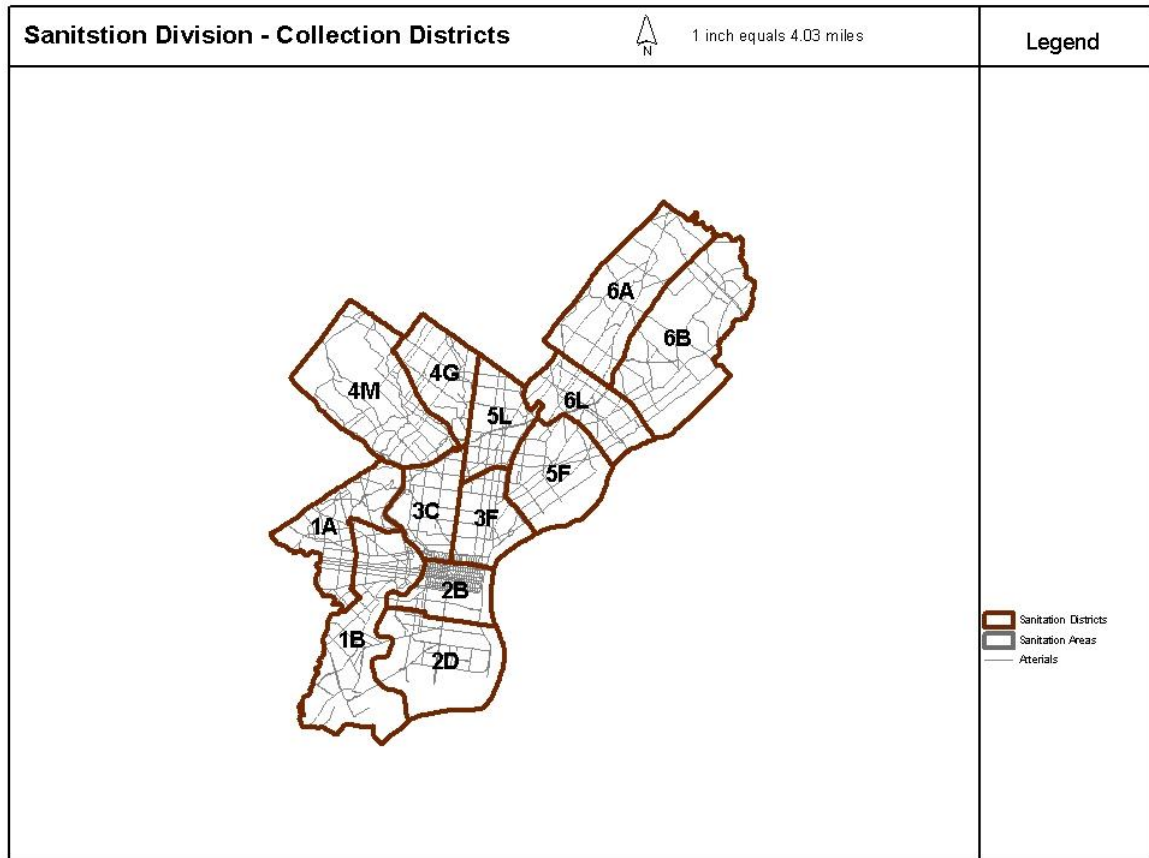 Sanitstion Division - Collection Districts
N
1 inch equals 4.03 miles
Legend
6A
6B
4G
4M
6L
5L
5F
3C
3F
1A
2B
1B
2D
Sanitation Districts
Sanitation Areas
Arterials